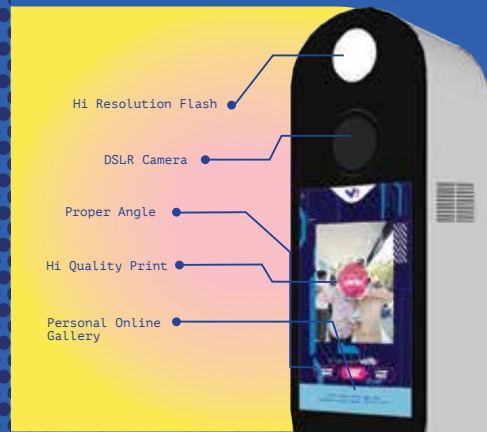 Hi Resolution Flash
DSLR Camera
Proper Angle
Hi Quality Print
Personal Online
Gallery